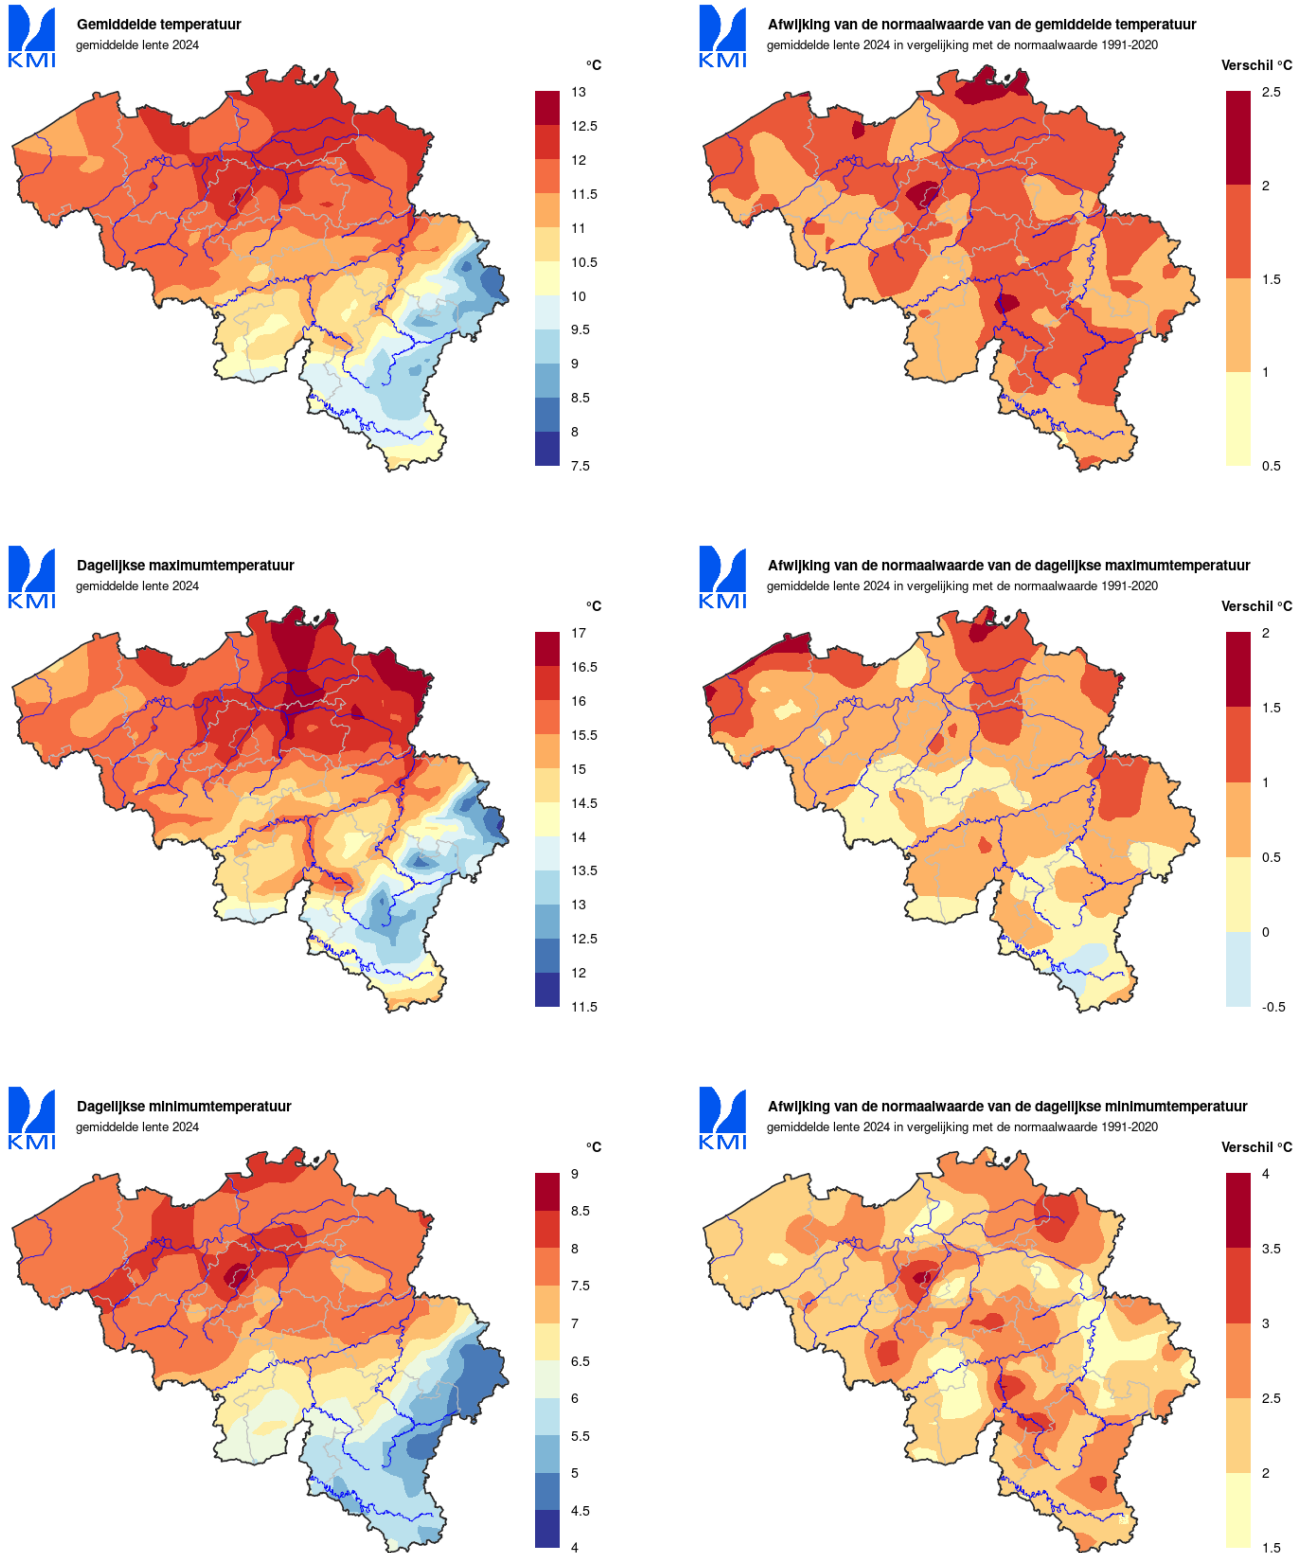 Gemiddelde temperatuur
gemiddelde lente 2024
KMI
°C
13
12.5
12
11.5
11
10.5
10
9.5
9
8.5
8
7.5
Afwijking van de normaalwaarde van de gemiddelde temperatuur
gemiddelde lente 2024 in vergelijking met de normaalwaarde 1991-2020
KMI
Verschil °C
2.5
2
1.5
1
0.5
Dagelijkse maximumtemperatuur
gemiddelde lente 2024
KMI
°C
17
16.5
16
15.5
15
14.5
14
13.5
13
12.5
12
11.5
Afwijking van de normaalwaarde van de dagelijkse maximumtemperatuur
gemiddelde lente 2024 in vergelijking met de normaalwaarde 1991-2020
KMI
Verschil °C
2
1.5
1
0.5
0
-0.5
Dagelijkse minimumtemperatuur
gemiddelde lente 2024
KMI
°C
9
8.5
8
7.5
7
6.5
6
5.5
5
4.5
4
Afwijking van de normaalwaarde van de dagelijkse minimumtemperatuur
gemiddelde lente 2024 in vergelijking met de normaalwaarde 1991-2020
KMI
Verschil °C
4
3.5
3
2.5
2
1.5